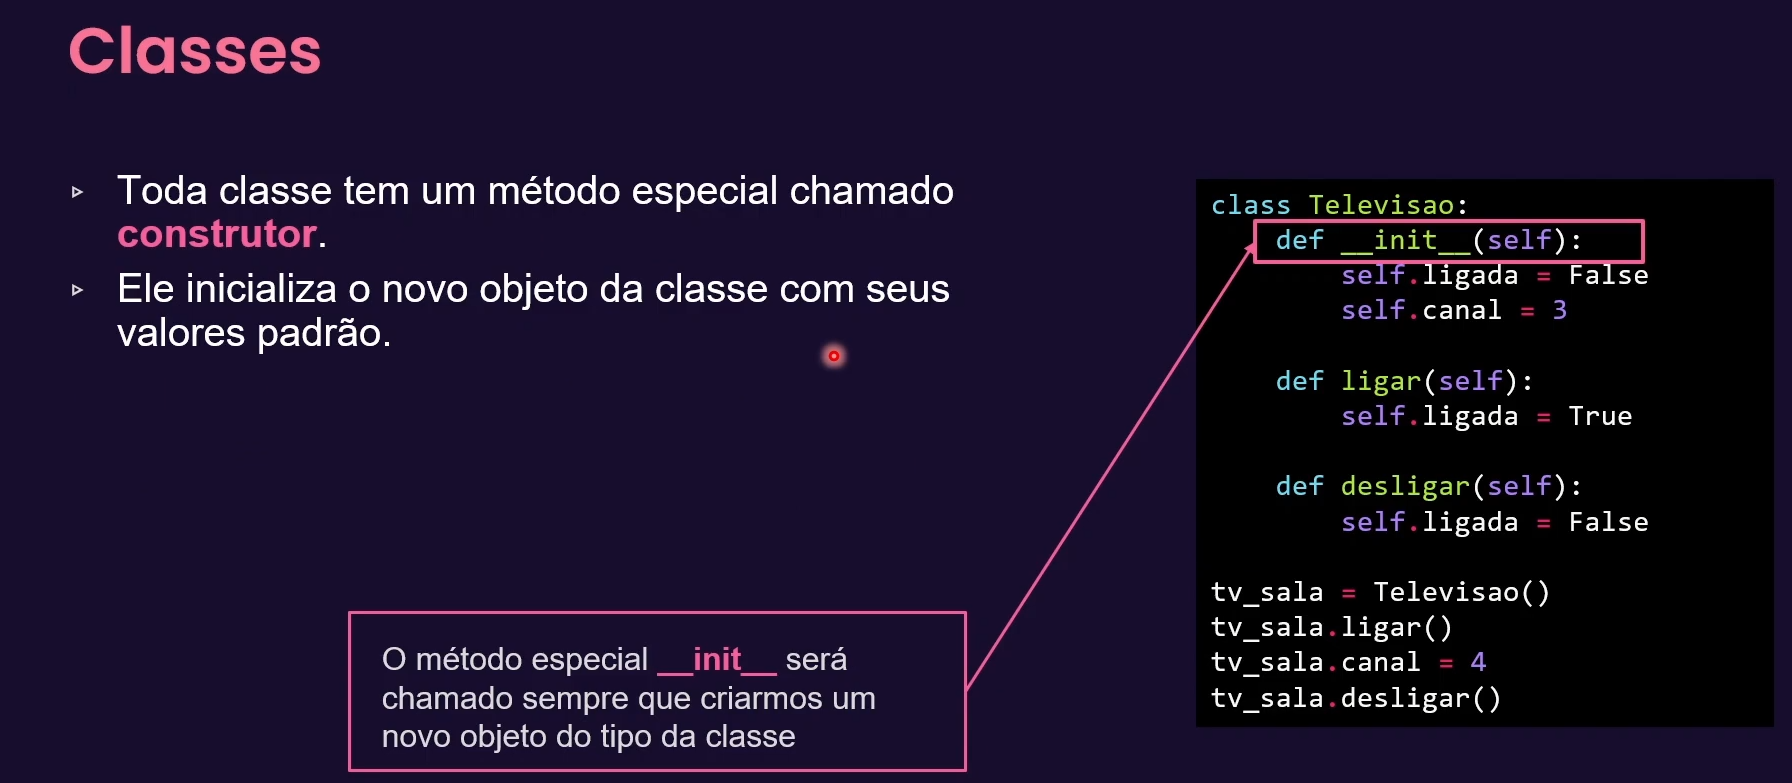 Classes
Toda classe tem um método especial chamado
construtor.
Ele inicializa o novo objeto da classe com seus
valores padrão.
O método especial __init__ será
chamado sempre que criarmos um
novo objeto do tipo da classe
class Televisao:
    def __init__(self):
        self.ligada = False
        self.canal = 3
    def ligar(self):
        self.ligada = True
    def desligar(self):
        self.ligada = False
tv_sala = Televisao()
tv_sala.ligar()
tv_sala.canal = 4
tv_sala.desligar()